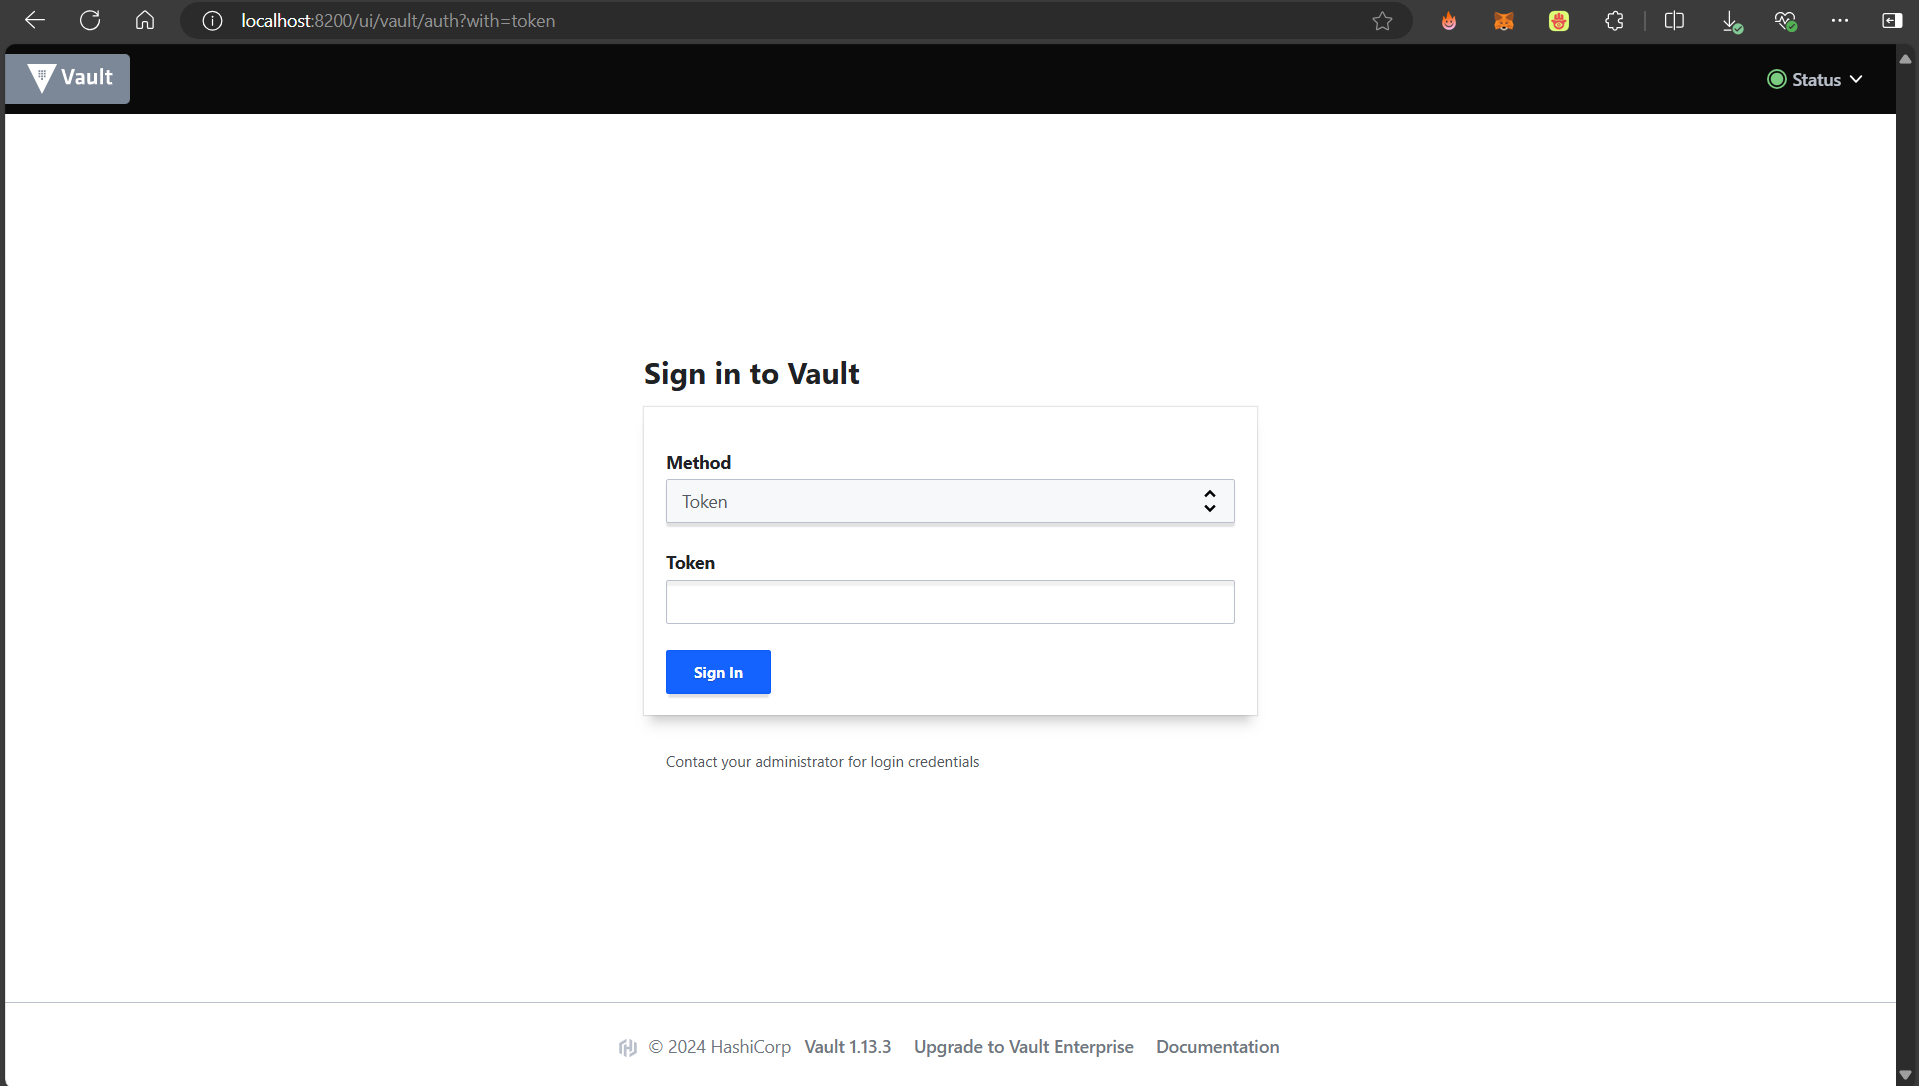 localhost:8200/ui/vault/auth?with=token
Vault
Status
Sign in to Vault
Method
Token
Token
Sign In
Contact your administrator for login credentials
© 2024 HashiCorp Vault 1.13.3 Upgrade to Vault Enterprise Documentation